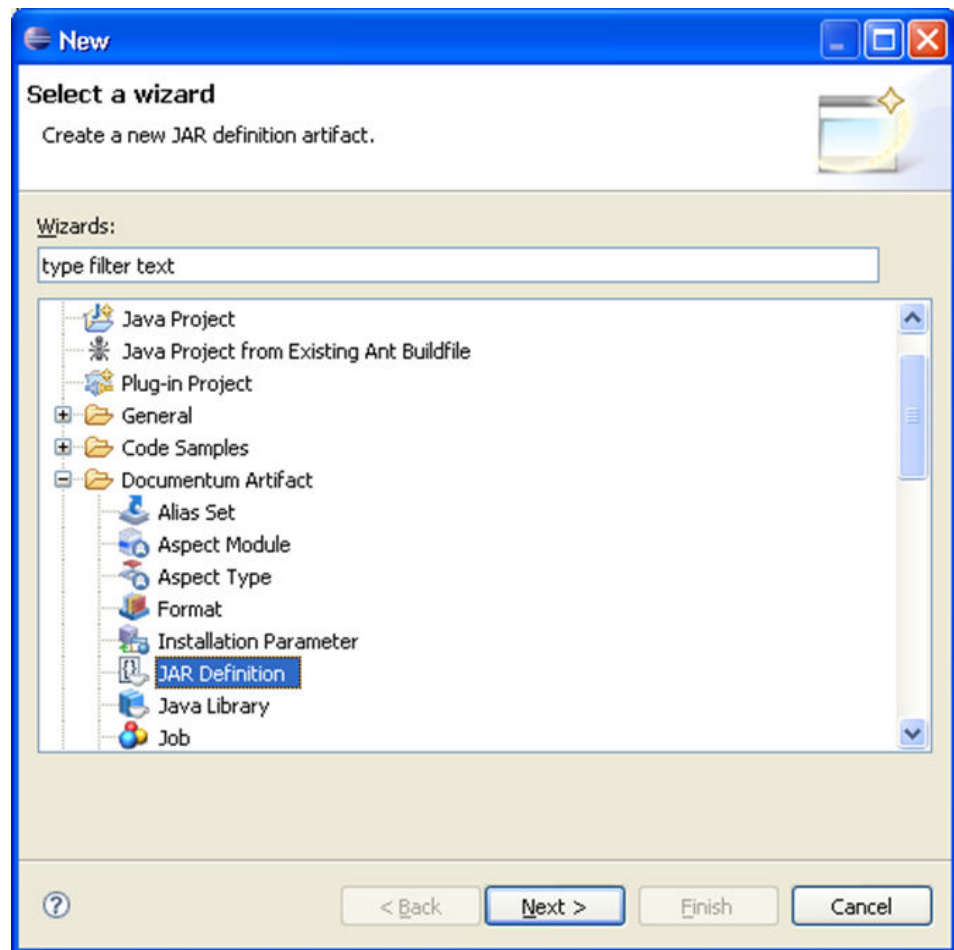 New
Select a wizard
Create a new JAR definition artifact.
Wizards:
type filter text
Java Project
Java Project from Existing Ant Buildfile
Plug-in Project
General
Code Samples
Documentum Artifact
Alias Set
Aspect Module
Aspect Type
Format
Installation Parameter
JAR Definition
Java Library
Job
< Back Next > Finish Cancel